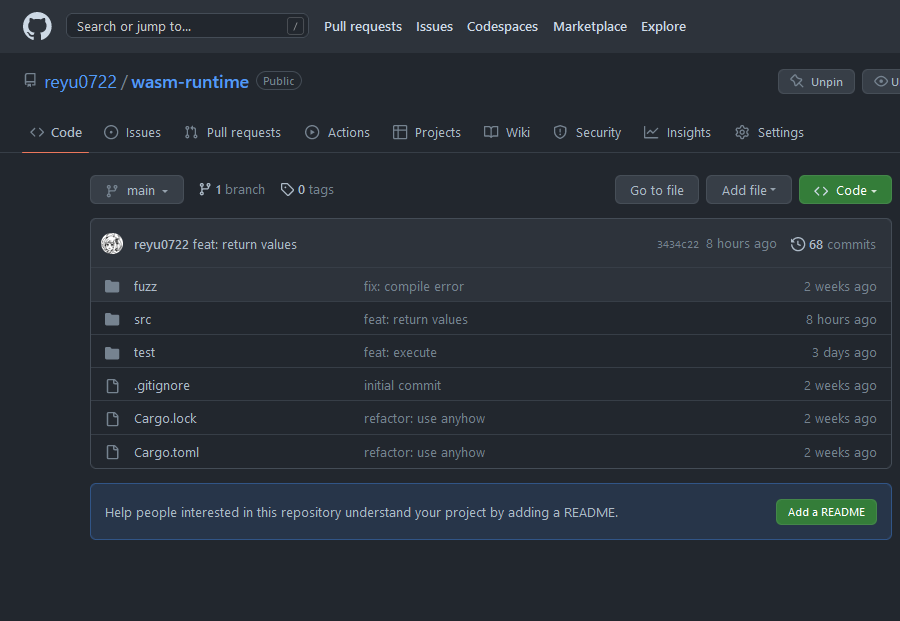 Search or jump to... / Pull requests Issues Codespaces Marketplace Explore
reyu0722 / wasm-runtime Public Unpin
Code Issues Pull requests Actions Projects Wiki Security Insights Settings
main 1 branch 0 tags Go to file Add file Code
reyu0722 feat: return values 3434c22 8 hours ago 68 commits
fuzz fix: compile error 2 weeks ago
src feat: return values 8 hours ago
test feat: execute 3 days ago
.gitignore initial commit 2 weeks ago
Cargo.lock refactor: use anyhow 2 weeks ago
Cargo.toml refactor: use anyhow 2 weeks ago
Help people interested in this repository understand your project by adding a README. Add a README